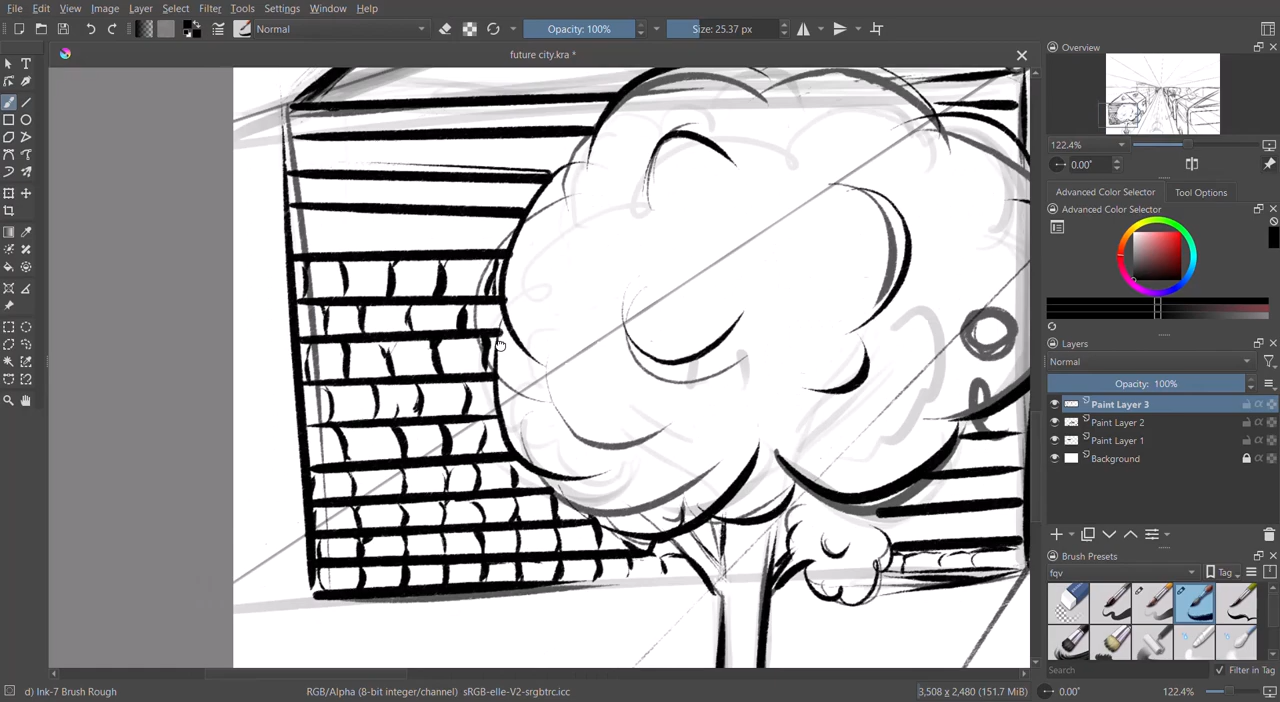 File Edit View Image Layer Select Filter Tools Settings Window Help
Normal Opacity: 100% Size: 25.37 px
future city.kra *
Overview
122.4%
0.00°
Advanced Color Selector Tool Options
Advanced Color Selector
Layers
Normal
Opacity: 100%
Paint Layer 3
Paint Layer 2
Paint Layer 1
Background
Brush Presets
fqv Tag
Search Filter in Tag
d) Ink-7 Brush Rough RGB/Alpha (8-bit integer/channel) sRGB-elle-V2-srgbtrc.icc 3,508 x 2,480 (151.7 MiB) 0.00° 122.4%